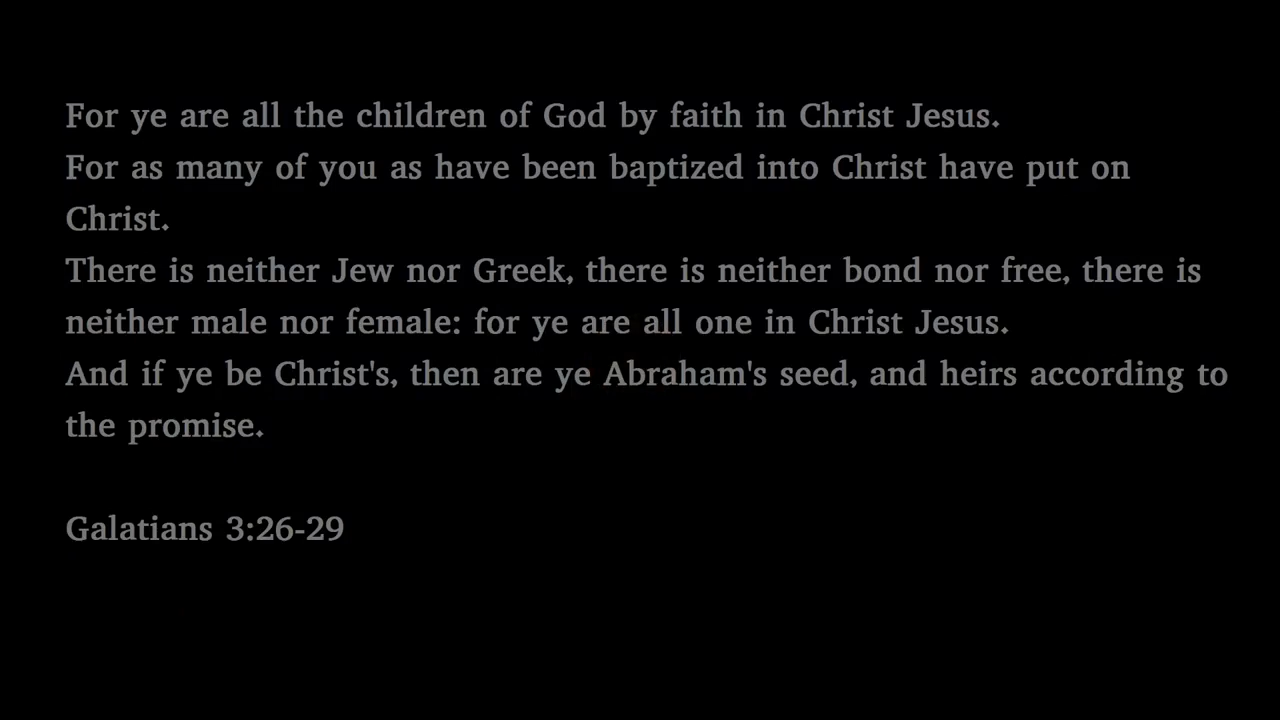 For ye are all the children of God by faith in Christ Jesus.
For as many of you as have been baptized into Christ have put on
Christ.
There is neither Jew nor Greek, there is neither bond nor free, there is
neither male nor female: for ye are all one in Christ Jesus.
And if ye be Christ's, then are ye Abraham's seed, and heirs according to
the promise.
Galatians 3:26-29